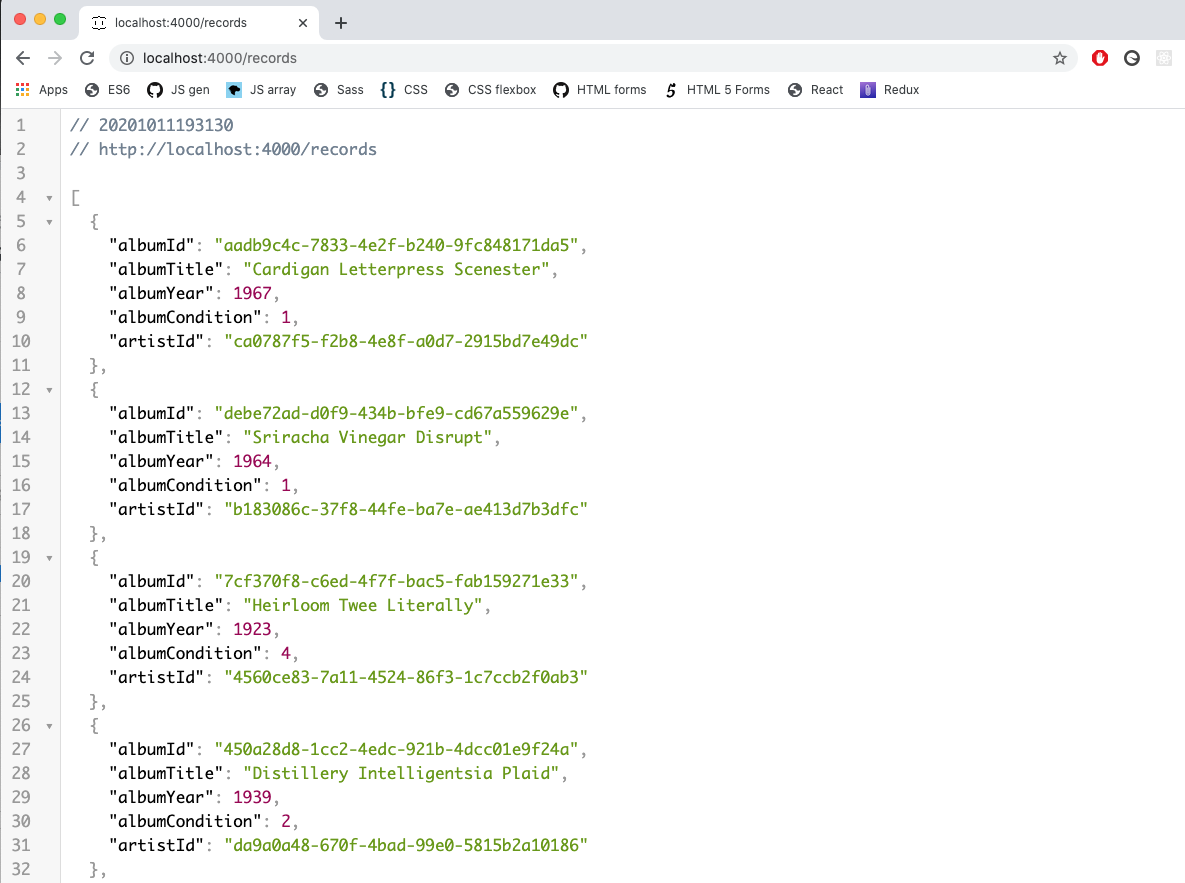 localhost:4000/records
localhost:4000/records
Apps ES6 JS gen JS array Sass {} CSS CSS flexbox HTML forms 5 HTML 5 Forms React Redux
1 // 20201011193130
2 // http://localhost:4000/records
3
4 [
5 {
6 "albumId": "aadb9c4c-7833-4e2f-b240-9fc848171da5",
7 "albumTitle": "Cardigan Letterpress Scenester",
8 "albumYear": 1967,
9 "albumCondition": 1,
10 "artistId": "ca0787f5-f2b8-4e8f-a0d7-2915bd7e49dc"
11 },
12 {
13 "albumId": "debe72ad-d0f9-434b-bfe9-cd67a559629e",
14 "albumTitle": "Sriracha Vinegar Disrupt",
15 "albumYear": 1964,
16 "albumCondition": 1,
17 "artistId": "b183086c-37f8-44fe-ba7e-ae413d7b3dfc"
18 },
19 {
20 "albumId": "7cf370f8-c6ed-4f7f-bac5-fab159271e33",
21 "albumTitle": "Heirloom Twee Literally",
22 "albumYear": 1923,
23 "albumCondition": 4,
24 "artistId": "4560ce83-7a11-4524-86f3-1c7ccb2f0ab3"
25 },
26 {
27 "albumId": "450a28d8-1cc2-4edc-921b-4dcc01e9f24a",
28 "albumTitle": "Distillery Intelligentsia Plaid",
29 "albumYear": 1939,
30 "albumCondition": 2,
31 "artistId": "da9a0a48-670f-4bad-99e0-5815b2a10186"
32 },